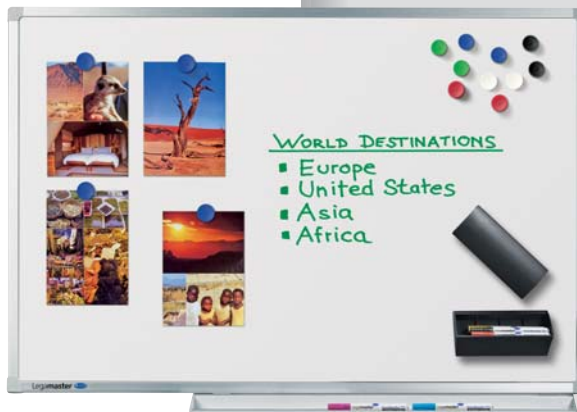 WORLD DESTINATIONS
Europe
United States
Asia
Africa
Legamaster